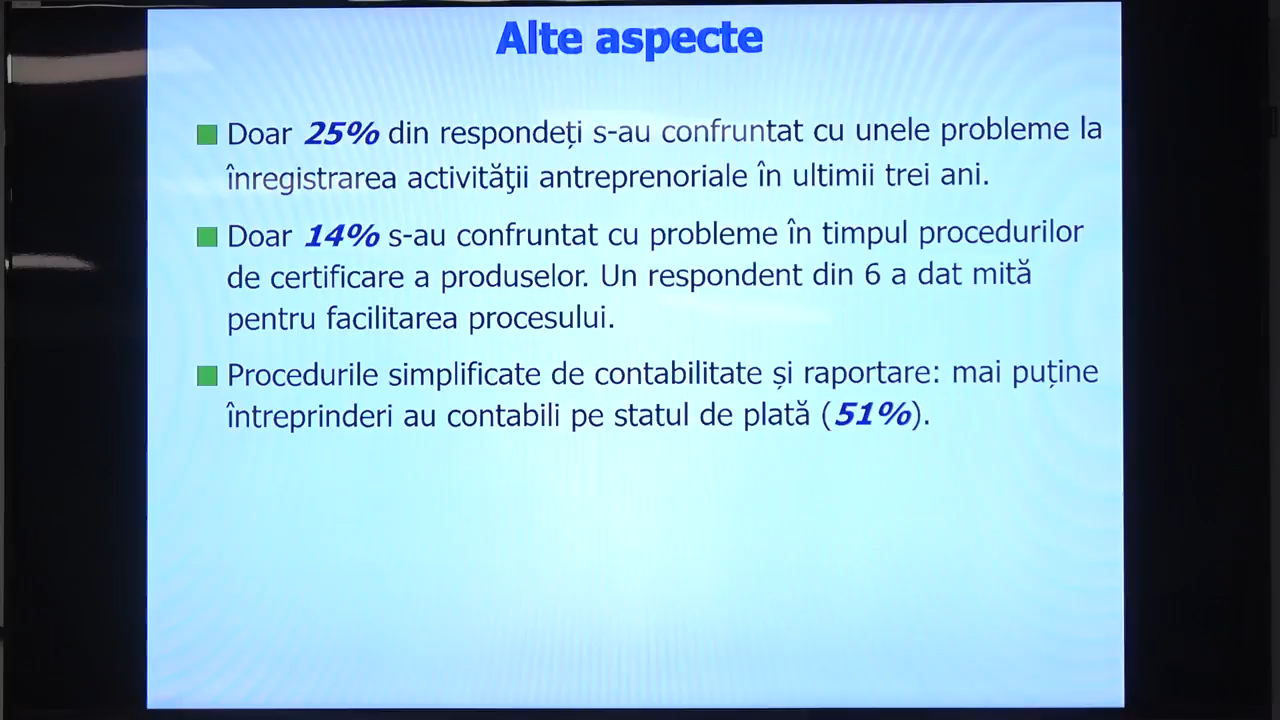 Alte aspecte
Doar 25% din respondeți s-au confruntat cu unele probleme la
înregistrarea activităţii antreprenoriale în ultimii trei ani.
Doar 14% s-au confruntat cu probleme în timpul procedurilor
de certificare a produselor. Un respondent din 6 a dat mită
pentru facilitarea procesului.
Procedurile simplificate de contabilitate și raportare: mai puține
întreprinderi au contabili pe statul de plată (51%).